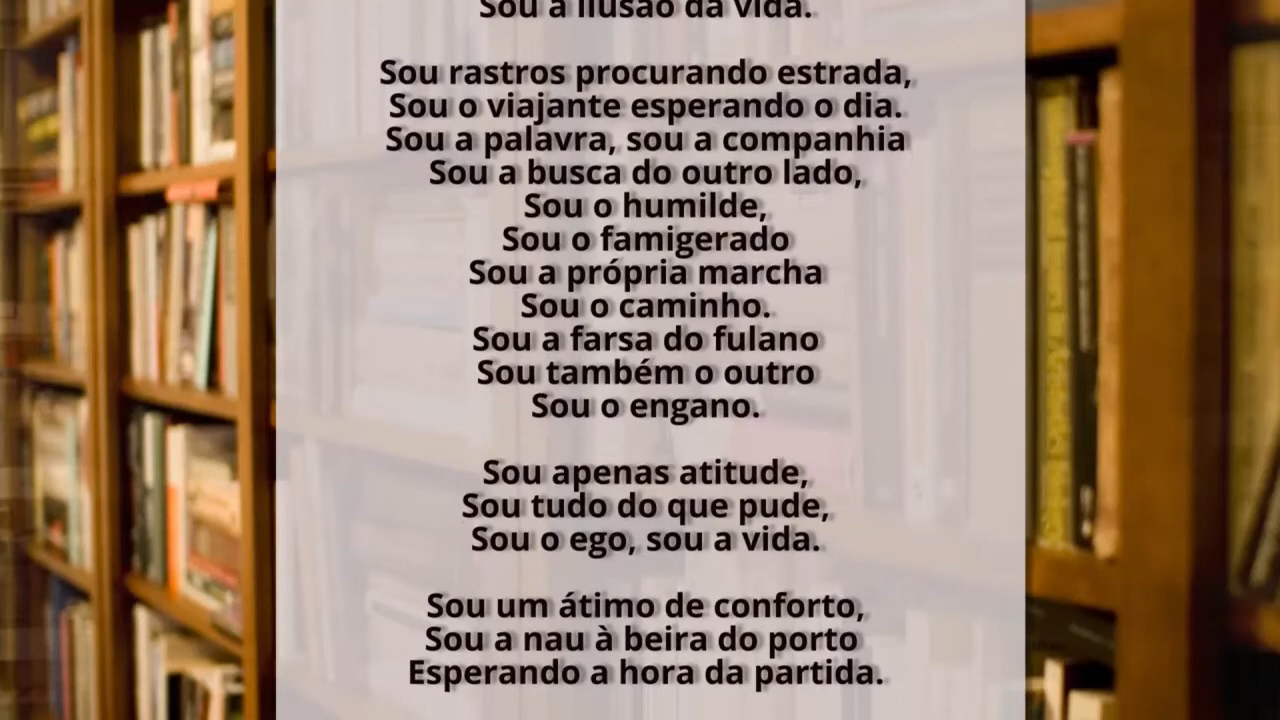 Sou a ilusão da vida.
Sou rastros procurando estrada,
Sou o viajante esperando o dia.
Sou a palavra, sou a companhia
Sou a busca do outro lado,
Sou o humilde,
Sou o famigerado
Sou a própria marcha
Sou o caminho.
Sou a farsa do fulano
Sou também o outro
Sou o engano.
Sou apenas atitude,
Sou tudo do que pude,
Sou o ego, sou a vida.
Sou um átimo de conforto,
Sou a nau à beira do porto
Esperando a hora da partida.